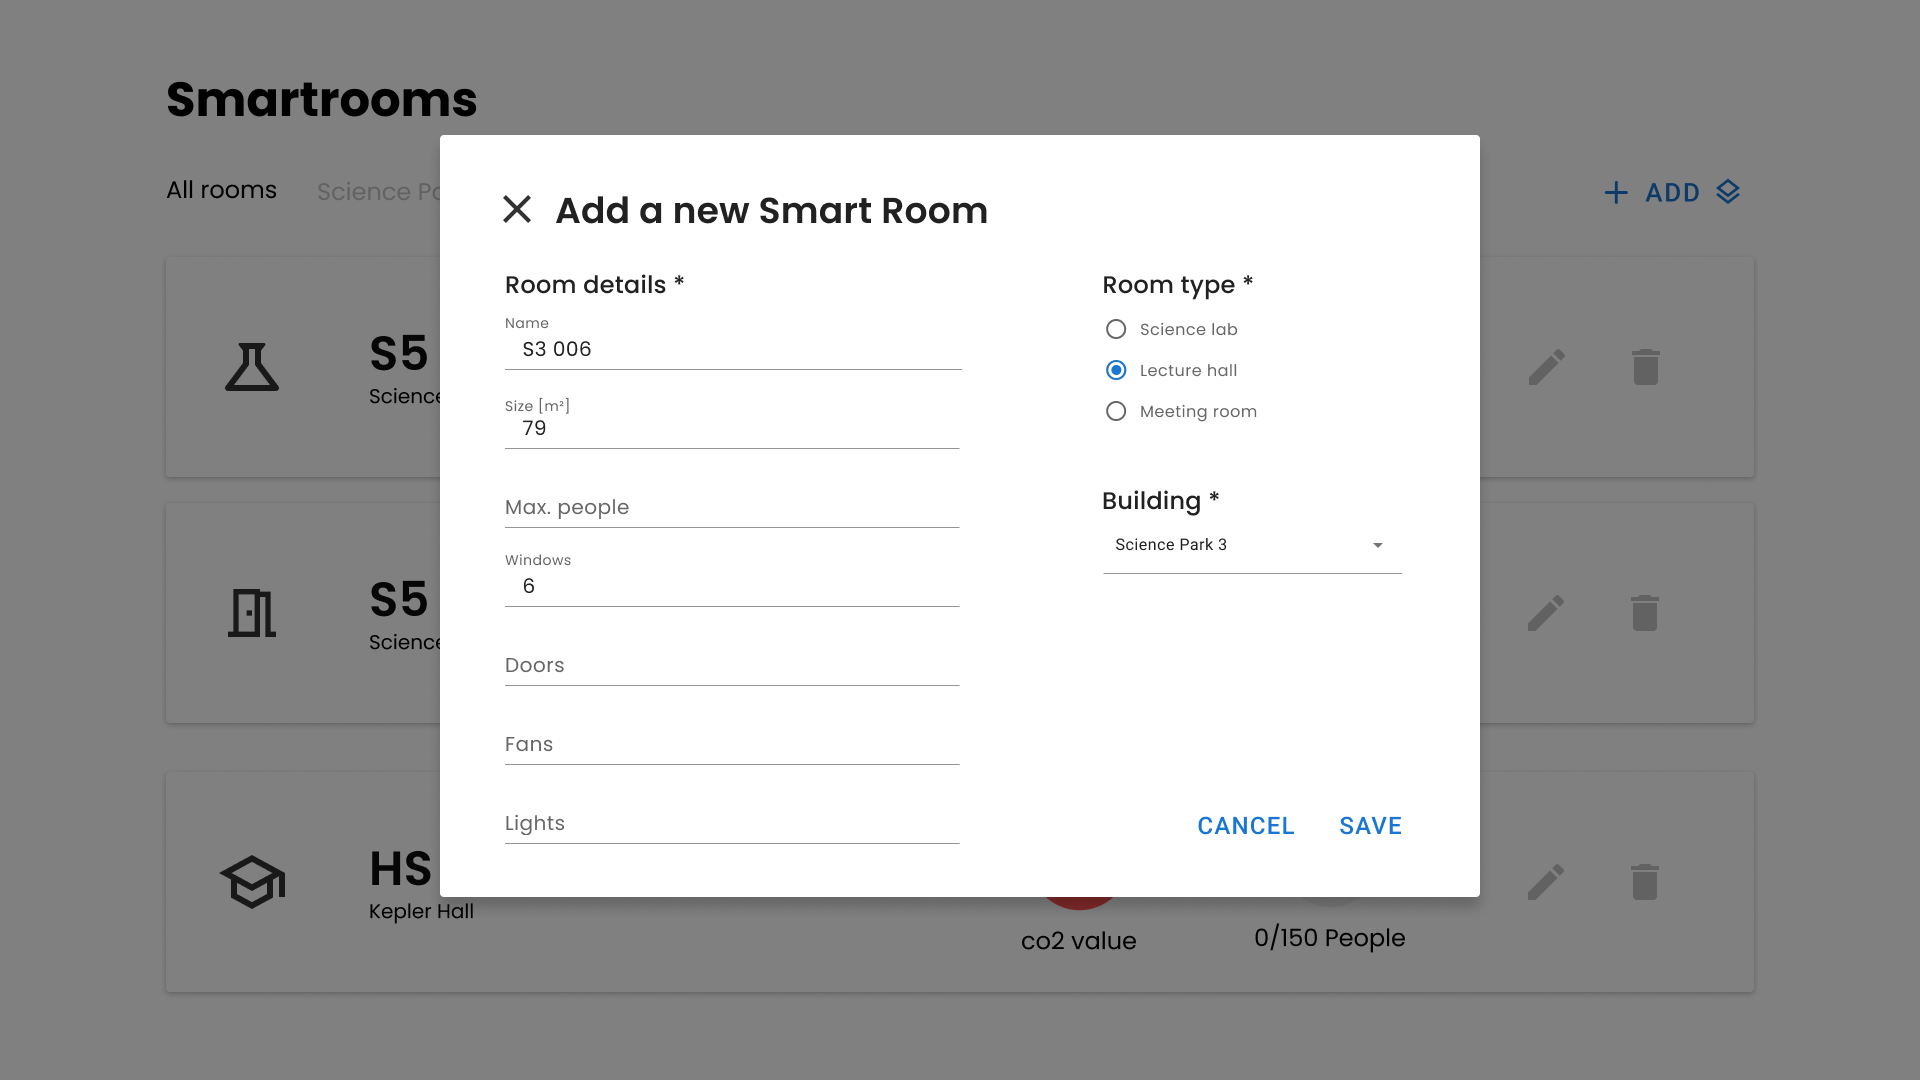 Smartrooms
All rooms
Science Pa
ADD
Add a new Smart Room
Room details *
Name
S3 006
Size [m²]
79
Max. people
Windows
6
Doors
Fans
Lights
Room type *
Science lab
Lecture hall
Meeting room
Building *
Science Park 3
CANCEL
SAVE
S5
Science
S5
Science
HS
Kepler Hall
co2 value
0/150 People